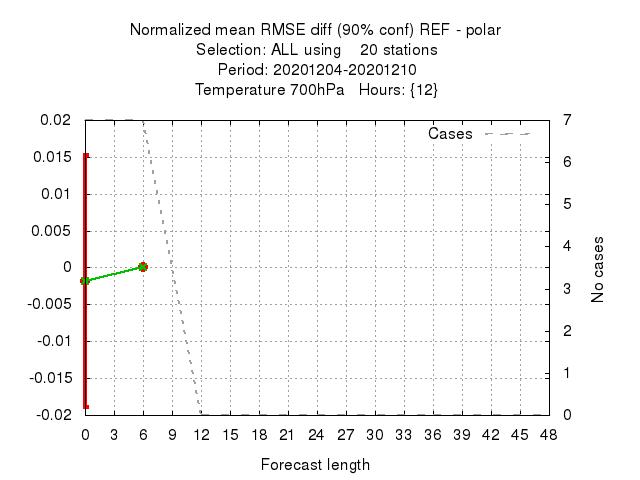 Normalized mean RMSE diff (90% conf) REF - polar
Selection: ALL using    20 stations
Period: 20201204-20201210
Temperature 700hPa   Hours: {12}
Cases
0.02
0.015
0.01
0.005
0
-0.005
-0.01
-0.015
-0.02
7
6
5
4
3
2
1
0
No cases
0 3 6 9 12 15 18 21 24 27 30 33 36 39 42 45 48
Forecast length